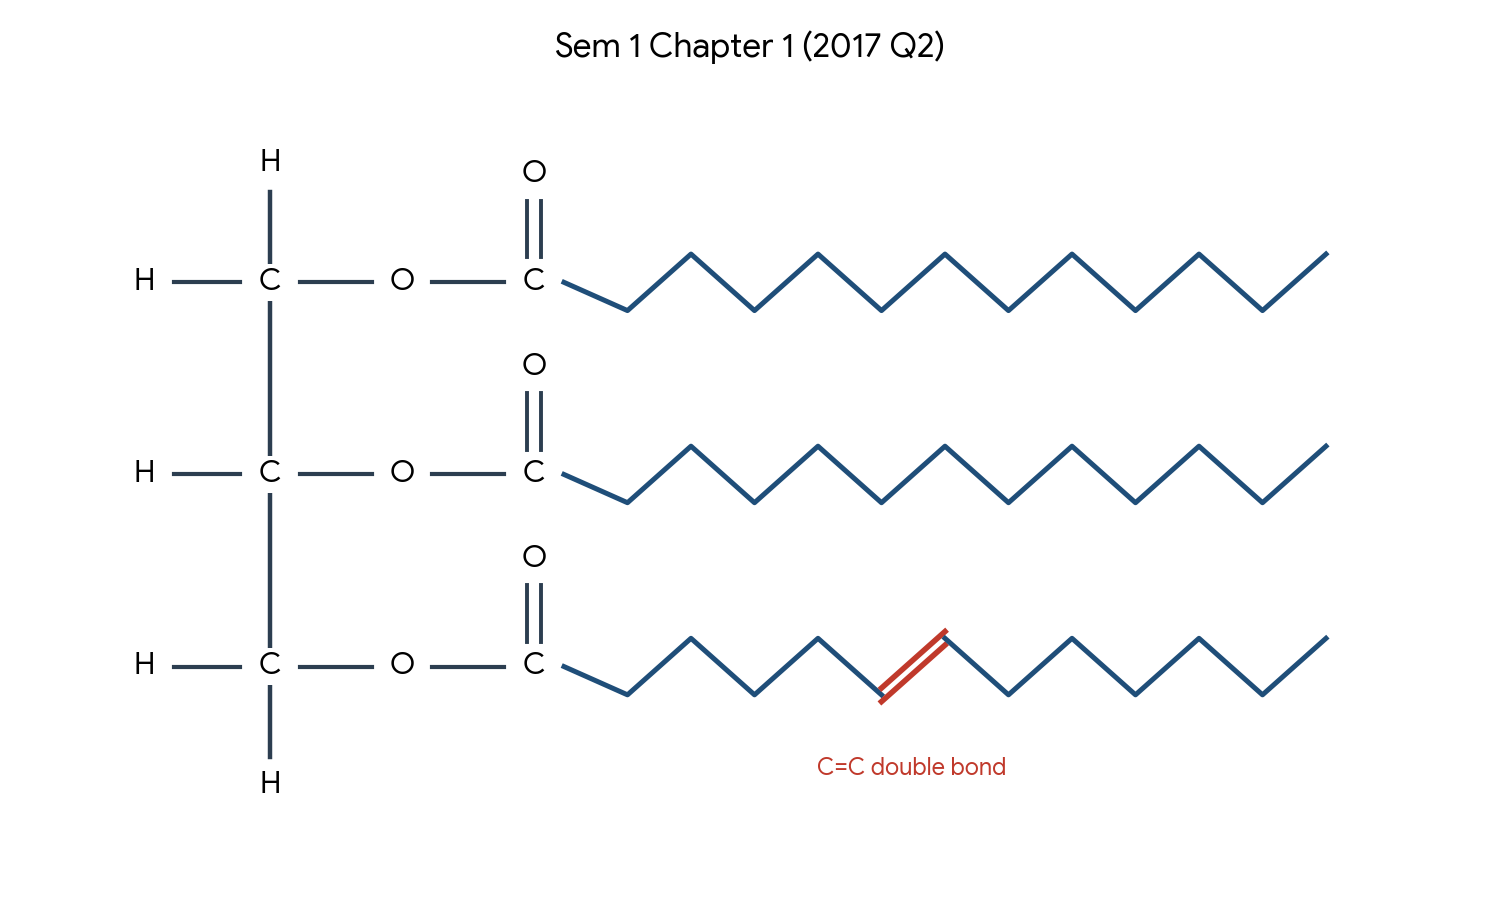 Sem 1 Chapter 1 (2017 Q2)
H
O
H C O C
O
H C O C
O
H C O C
C=C double bond
H